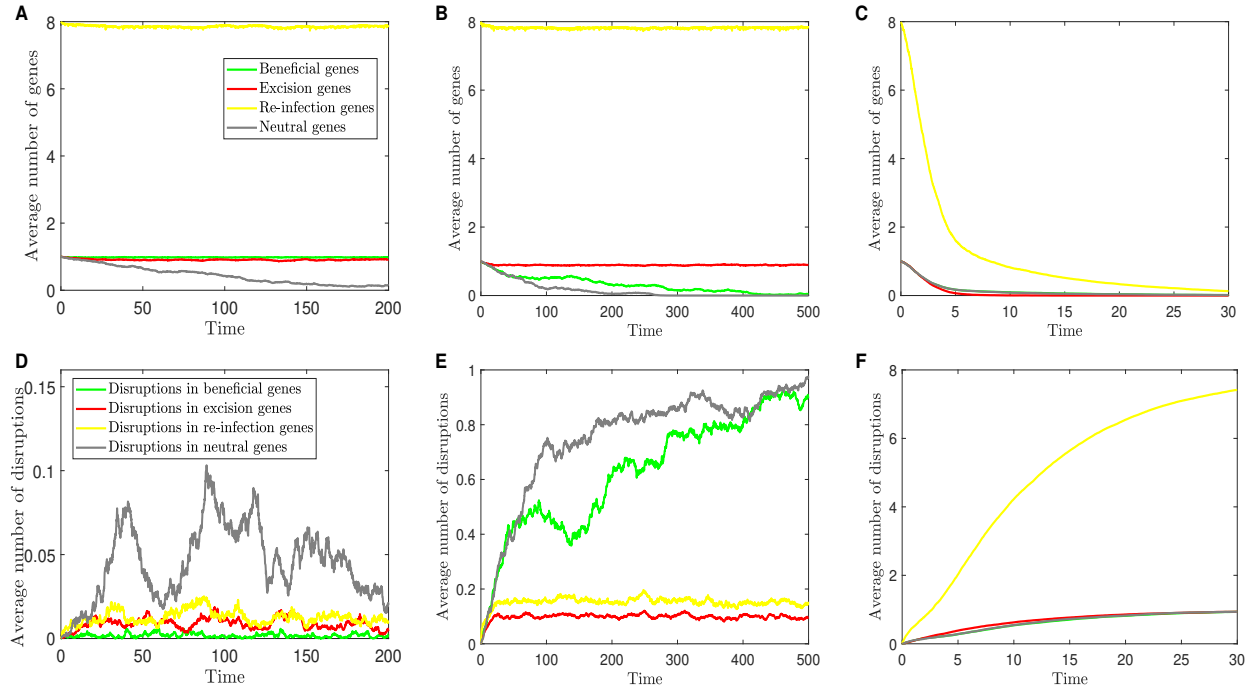 A
Average number of genes
8
6
4
2
0
Beneficial genes
Excision genes
Re-infection genes
Neutral genes
0 50 100 150 200
Time
B
Average number of genes
8
6
4
2
0
0 100 200 300 400 500
Time
C
Average number of genes
8
6
4
2
0
0 5 10 15 20 25 30
Time
D
Average number of disruptions
0.15
0.1
0.05
0
Disruptions in beneficial genes
Disruptions in excision genes
Disruptions in re-infection genes
Disruptions in neutral genes
0 50 100 150 200
Time
E
Average number of disruptions
1
0.8
0.6
0.4
0.2
0
0 100 200 300 400 500
Time
F
Average number of disruptions
8
6
4
2
0
0 5 10 15 20 25 30
Time